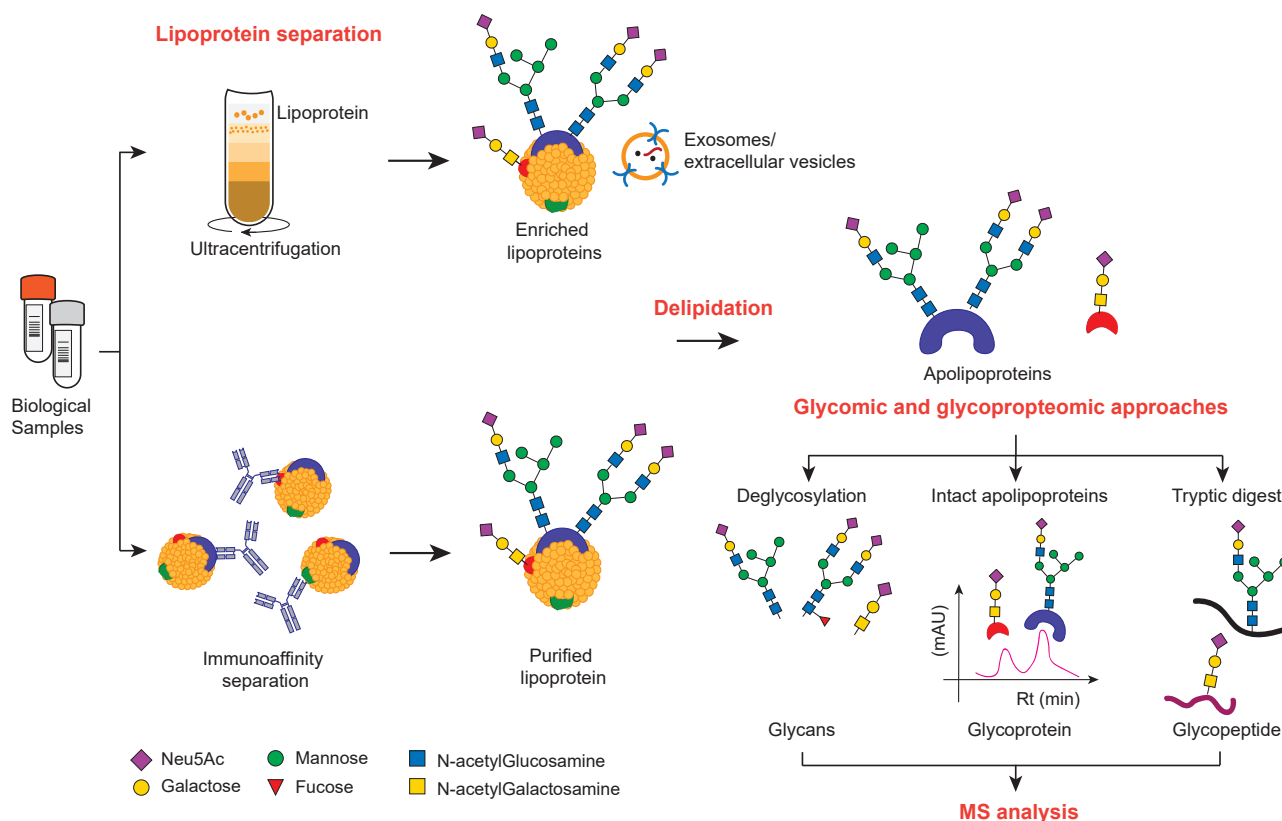 Lipoprotein separation
Lipoprotein
Ultracentrifugation
Exosomes/
extracellular vesicles
Enriched
lipoproteins
Biological
Samples
Delipidation
Apolipoproteins
Glycomic and glycopropteomic approaches
Immunoaffinity
separation
Purified
lipoprotein
Deglycosylation
Intact apolipoproteins
Tryptic digest
(mAU)
Rt (min)
Glycans
Glycoprotein
Glycopeptide
Neu5Ac
Mannose
N-acetylGlucosamine
Galactose
Fucose
N-acetylGalactosamine
MS analysis